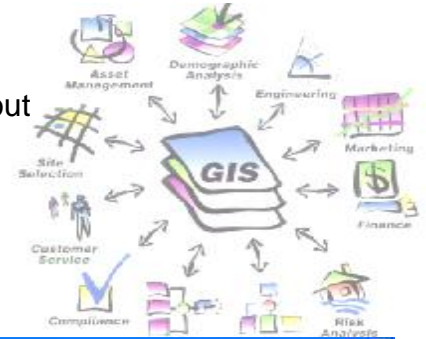 Asset
Management
Demographic
Analysis
Engineering
out
Marketing
Site
Selection
GIS
Finance
Customer
Service
Compliance
Risk
Analysis